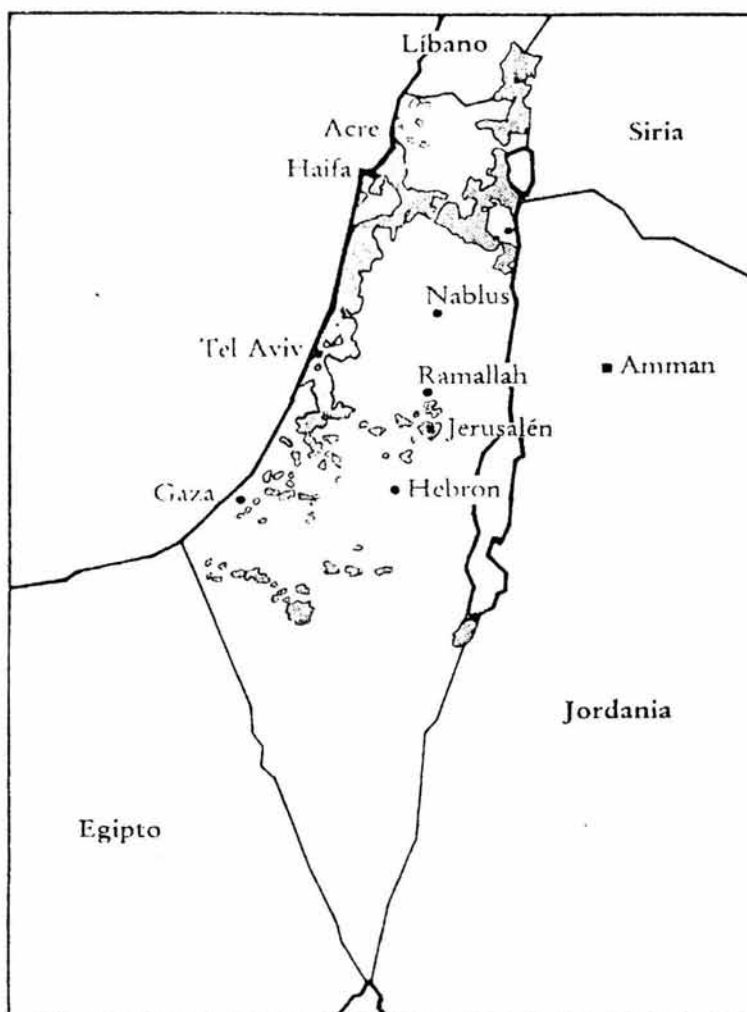 Líbano
Acre
Siria
Haifa
Nablus
Tel Aviv
Amman
Ramallah
Jerusalén
Gaza
Hebron
Jordania
Egipto